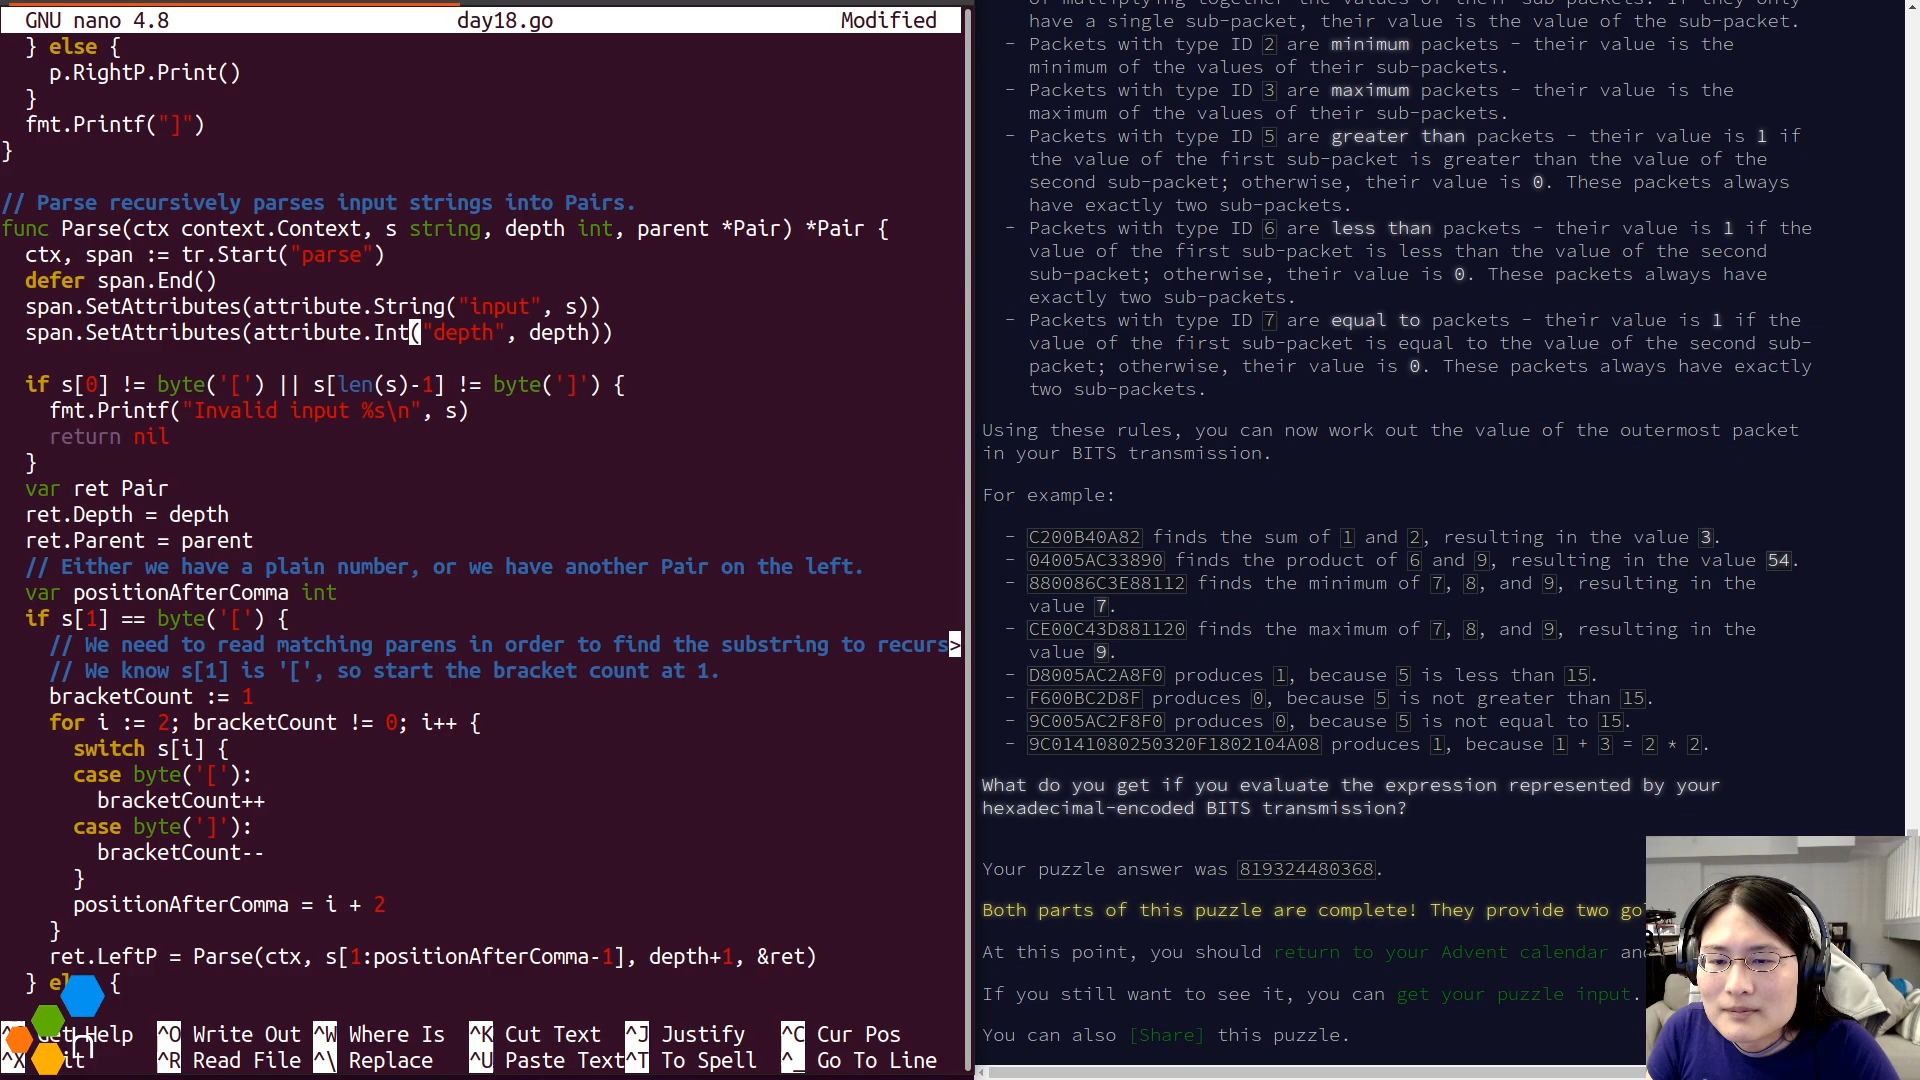 GNU nano 4.8 day18.go Modified
} else {
p.RightP.Print()
}
fmt.Printf("]")
}
// Parse recursively parses input strings into Pairs.
func Parse(ctx context.Context, s string, depth int, parent *Pair) *Pair {
ctx, span := tr.Start("parse")
defer span.End()
span.SetAttributes(attribute.String("input", s))
span.SetAttributes(attribute.Int("depth", depth))
if s[0] != byte('[') || s[len(s)-1] != byte(']') {
fmt.Printf("Invalid input %s\n", s)
return nil
}
var ret Pair
ret.Depth = depth
ret.Parent = parent
// Either we have a plain number, or we have another Pair on the left.
var positionAfterComma int
if s[1] == byte('[') {
// We need to read matching parens in order to find the substring to recurs>
// We know s[1] is '[', so start the bracket count at 1.
bracketCount := 1
for i := 2; bracketCount != 0; i++ {
switch s[i] {
case byte('['):
bracketCount++
case byte(']'):
bracketCount--
}
positionAfterComma = i + 2
}
ret.LeftP = Parse(ctx, s[1:positionAfterComma-1], depth+1, &ret)
} el {
Help ^O Write Out ^W Where Is ^K Cut Text ^J Justify ^C Cur Pos
^X it ^R Read File ^\ Replace ^U Paste Text ^T To Spell ^_ Go To Line
have a single sub-packet, their value is the value of the sub-packet.
- Packets with type ID 2 are minimum packets - their value is the
minimum of the values of their sub-packets.
- Packets with type ID 3 are maximum packets - their value is the
maximum of the values of their sub-packets.
- Packets with type ID 5 are greater than packets - their value is 1 if
the value of the first sub-packet is greater than the value of the
second sub-packet; otherwise, their value is 0. These packets always
have exactly two sub-packets.
- Packets with type ID 6 are less than packets - their value is 1 if the
value of the first sub-packet is less than the value of the second
sub-packet; otherwise, their value is 0. These packets always have
exactly two sub-packets.
- Packets with type ID 7 are equal to packets - their value is 1 if the
value of the first sub-packet is equal to the value of the second sub-
packet; otherwise, their value is 0. These packets always have exactly
two sub-packets.
Using these rules, you can now work out the value of the outermost packet
in your BITS transmission.
For example:
- C200B40A82 finds the sum of 1 and 2, resulting in the value 3.
- 04005AC33890 finds the product of 6 and 9, resulting in the value 54.
- 880086C3E88112 finds the minimum of 7, 8, and 9, resulting in the
value 7.
- CE00C43D881120 finds the maximum of 7, 8, and 9, resulting in the
value 9.
- D8005AC2A8F0 produces 1, because 5 is less than 15.
- F600BC2D8F produces 0, because 5 is not greater than 15.
- 9C005AC2F8F0 produces 0, because 5 is not equal to 15.
- 9C0141080250320F1802104A08 produces 1, because 1 + 3 = 2 * 2.
What do you get if you evaluate the expression represented by your
hexadecimal-encoded BITS transmission?
Your puzzle answer was 819324480368.
Both parts of this puzzle are complete! They provide two go
At this point, you should return to your Advent calendar and
If you still want to see it, you can get your puzzle input.
You can also [Share] this puzzle.